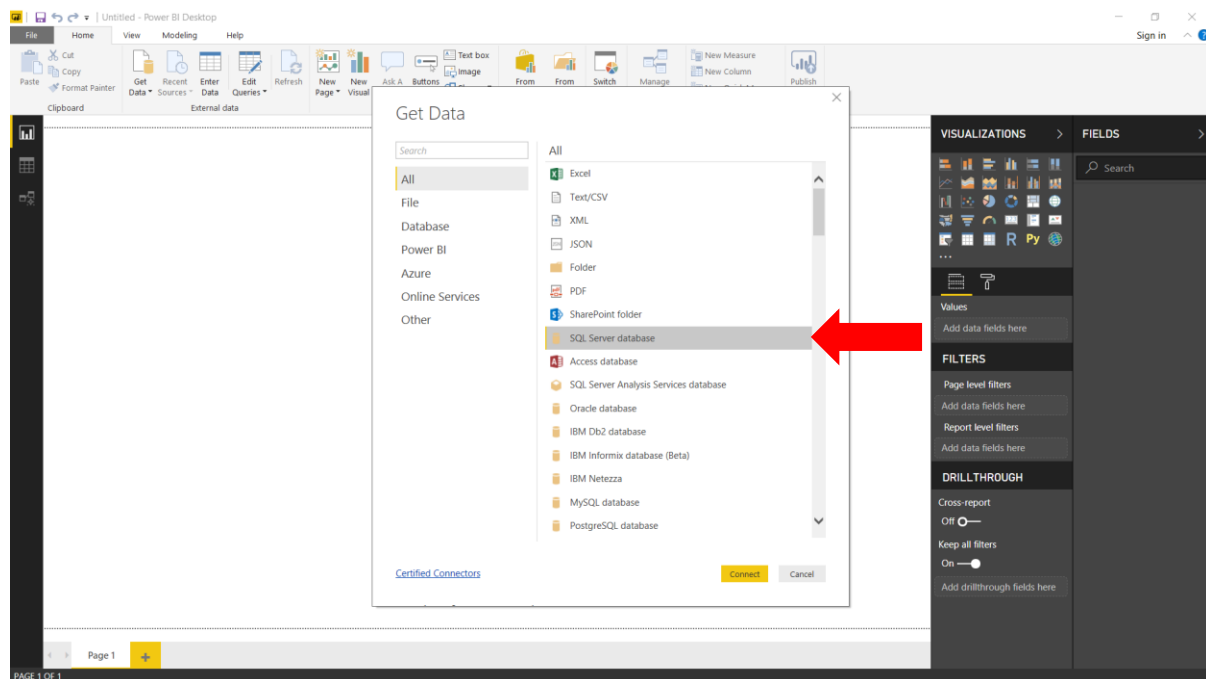 Untitled - Power BI Desktop
File Home View Modeling Help Sign in
Paste
Cut
Copy
Format Painter
Clipboard
Get Data
Recent Sources
Enter Data
Edit Queries
External data
Refresh
New Page
New Visual
Ask A
Buttons
Text box
Image
From
From
Switch
Manage
New Measure
New Column
Publish
Get Data
Search
All
File
Database
Power BI
Azure
Online Services
Other
All
Excel
Text/CSV
XML
JSON
Folder
PDF
SharePoint folder
SQL Server database
Access database
SQL Server Analysis Services database
Oracle database
IBM Db2 database
IBM Informix database (Beta)
IBM Netezza
MySQL database
PostgreSQL database
Certified Connectors
Connect
Cancel
VISUALIZATIONS
R Py
...
Values
Add data fields here
FILTERS
Page level filters
Add data fields here
Report level filters
Add data fields here
DRILLTHROUGH
Cross-report
Off
Keep all filters
On
Add drillthrough fields here
FIELDS
Search
Page 1
PAGE 1 OF 1